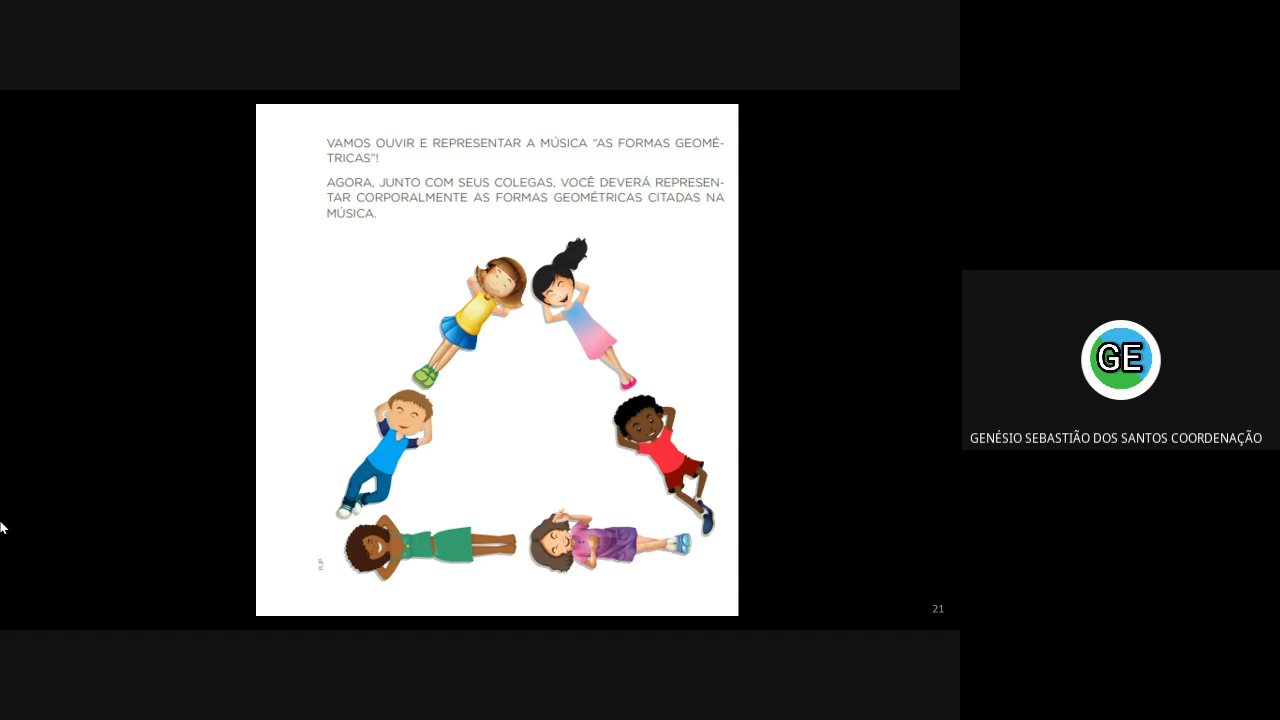 VAMOS OUVIR E REPRESENTAR A MÚSICA “AS FORMAS GEOMÉ-
TRICAS”!
AGORA, JUNTO COM SEUS COLEGAS, VOCÊ DEVERÁ REPRESEN-
TAR CORPORALMENTE AS FORMAS GEOMÉTRICAS CITADAS NA
MÚSICA.
21
GE
GENÉSIO SEBASTIÃO DOS SANTOS COORDENAÇÃO